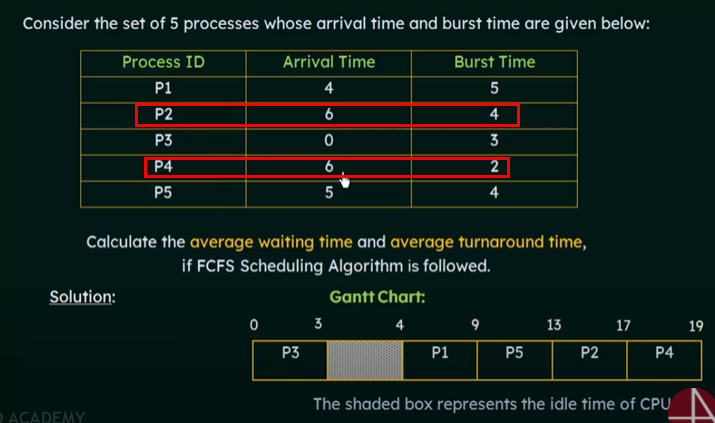 Consider the set of 5 processes whose arrival time and burst time are given below:
Process ID Arrival Time Burst Time
P1 4 5
P2 6 4
P3 0 3
P4 6 2
P5 5 4
Calculate the average waiting time and average turnaround time,
if FCFS Scheduling Algorithm is followed.
Solution: Gantt Chart:
0 3 4 9 13 17 19
P3 P1 P5 P2 P4
The shaded box represents the idle time of CPU
ACADEMY